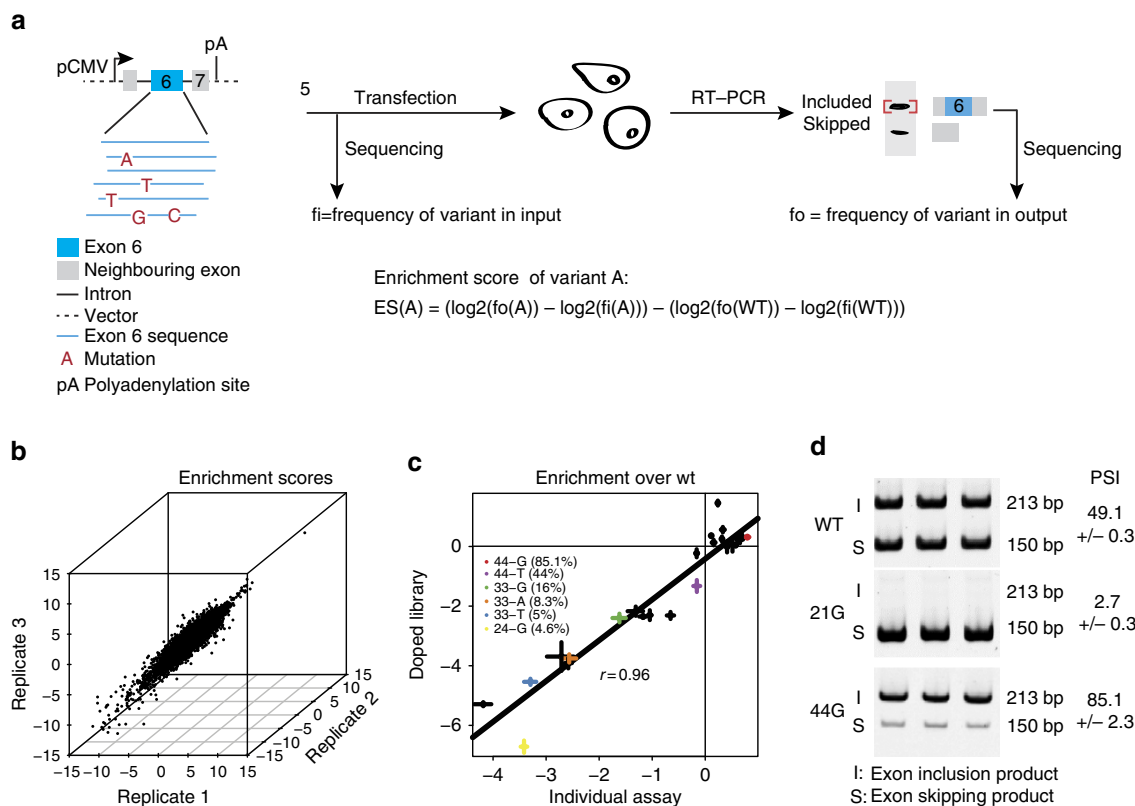 a
pCMV
pA
6
7
A
T
T
G
C
Exon 6
Neighbouring exon
Intron
Vector
Exon 6 sequence
A Mutation
pA Polyadenylation site
5
Transfection
Sequencing
fi=frequency of variant in input
RT–PCR
Included
Skipped
6
Sequencing
fo = frequency of variant in output
Enrichment score of variant A:
ES(A) = (log2(fo(A)) – log2(fi(A))) – (log2(fo(WT)) – log2(fi(WT)))
b
Enrichment scores
Replicate 3
15
10
5
0
−5
−10
−15
−15 −10 −5 0 5 10 15
Replicate 1
−15
−10
−5
0
5
10
15
Replicate 2
c
Enrichment over wt
Doped library
0
−2
−4
−6
44–G (85.1%)
44–T (44%)
33–G (16%)
33–A (8.3%)
33–T (5%)
24–G (4.6%)
r = 0.96
−4 −3 −2 −1 0
Individual assay
d
PSI
WT
I
213 bp
S
150 bp
49.1
+/− 0.3
21G
I
213 bp
S
150 bp
2.7
+/− 0.3
44G
I
213 bp
S
150 bp
85.1
+/− 2.3
I: Exon inclusion product
S: Exon skipping product